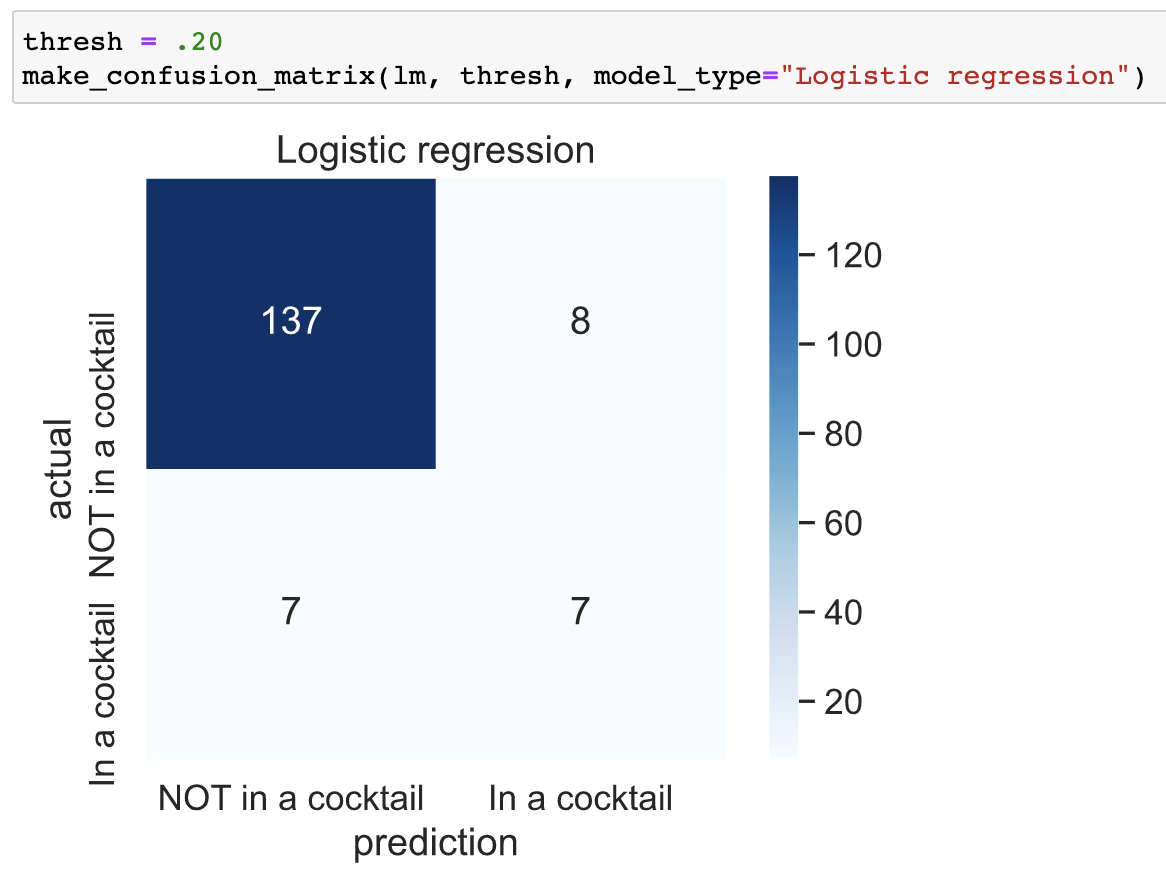 thresh = .20
make_confusion_matrix(lm, thresh, model_type="Logistic regression")
Logistic regression
137
8
7
7
actual
NOT in a cocktail
In a cocktail
NOT in a cocktail
In a cocktail
prediction
120
100
80
60
40
20